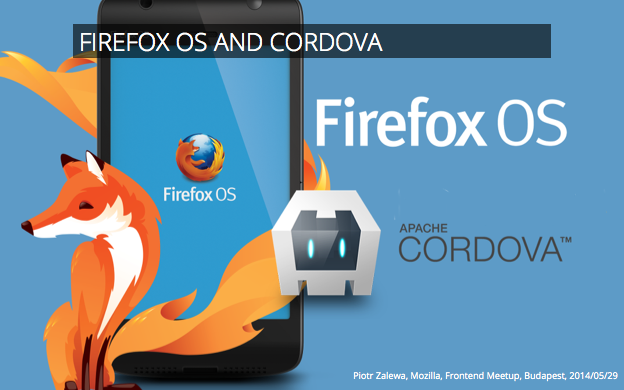 FIREFOX OS AND CORDOVA
Firefox OS
Firefox OS
APACHE
CORDOVA™
Piotr Zalewa, Mozilla, Frontend Meetup, Budapest, 2014/05/29